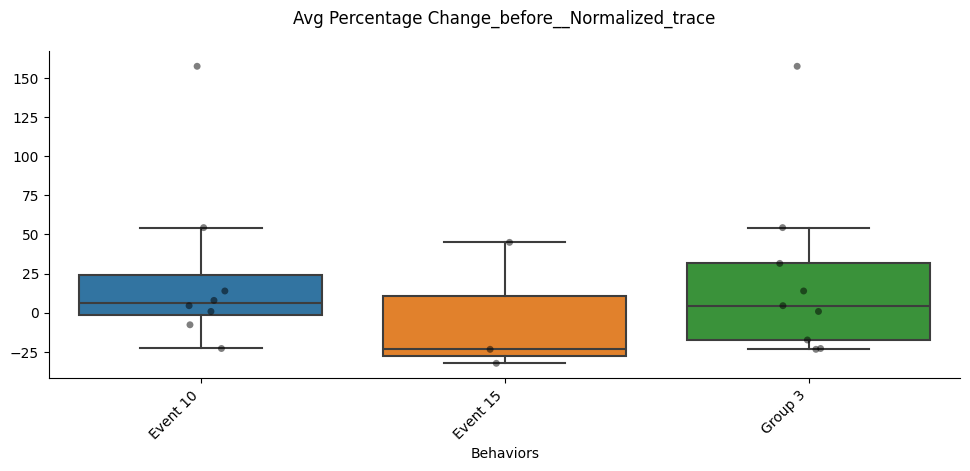 Avg Percentage Change_before__Normalized_trace
150
125
100
75
50
25
0
−25
Event 10
Event 15
Group 3
Behaviors